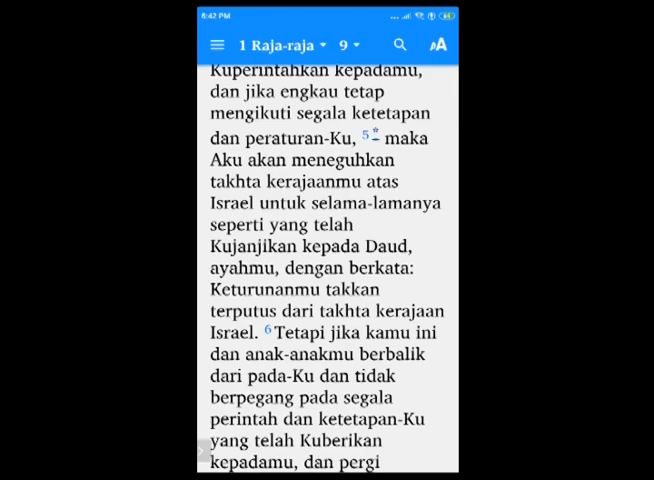 6:42 PM
1 Raja-raja 9
AA
Kuperintahkan kepadamu,
dan jika engkau tetap
mengikuti segala ketetapan
dan peraturan-Ku, 5* maka
Aku akan meneguhkan
takhta kerajaanmu atas
Israel untuk selama-lamanya
seperti yang telah
Kujanjikan kepada Daud,
ayahmu, dengan berkata:
Keturunanmu takkan
terputus dari takhta kerajaan
Israel. 6 Tetapi jika kamu ini
dan anak-anakmu berbalik
dari pada-Ku dan tidak
berpegang pada segala
perintah dan ketetapan-Ku
yang telah Kuberikan
kepadamu, dan pergi